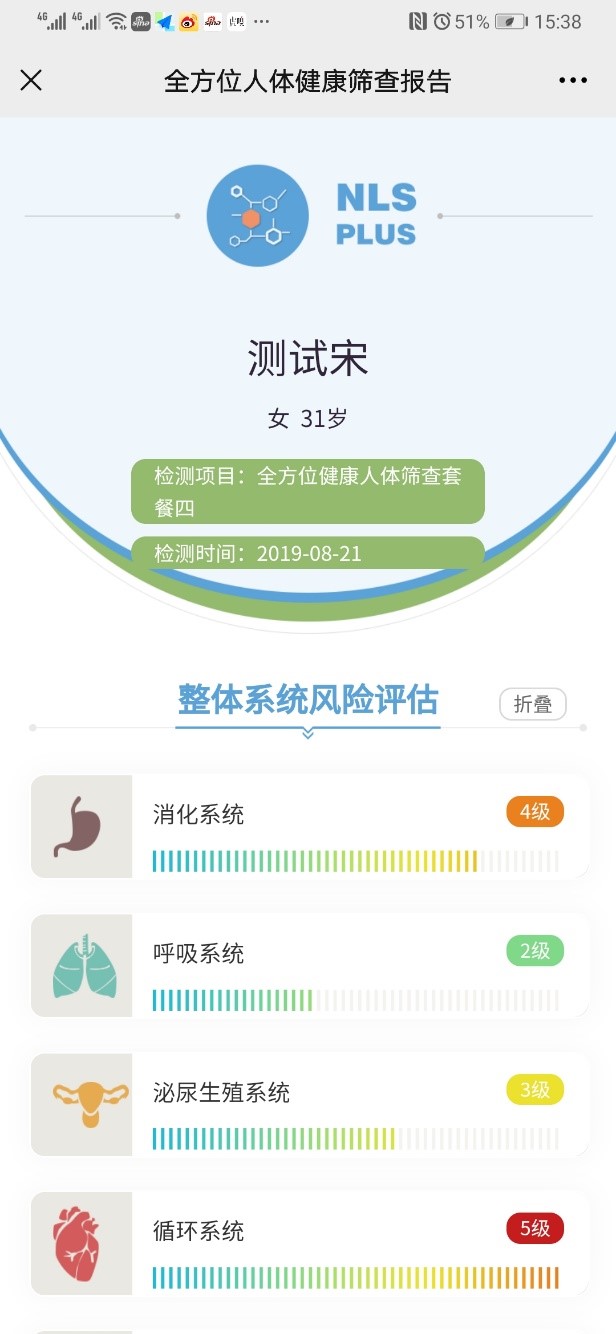 4G 4G 51% 15:38
全方位人体健康筛查报告
NLS
PLUS
测试宋
女 31岁
检测项目：全方位健康人体筛查套
餐四
检测时间：2019-08-21
整体系统风险评估
折叠
消化系统
4级
呼吸系统
2级
泌尿生殖系统
3级
循环系统
5级